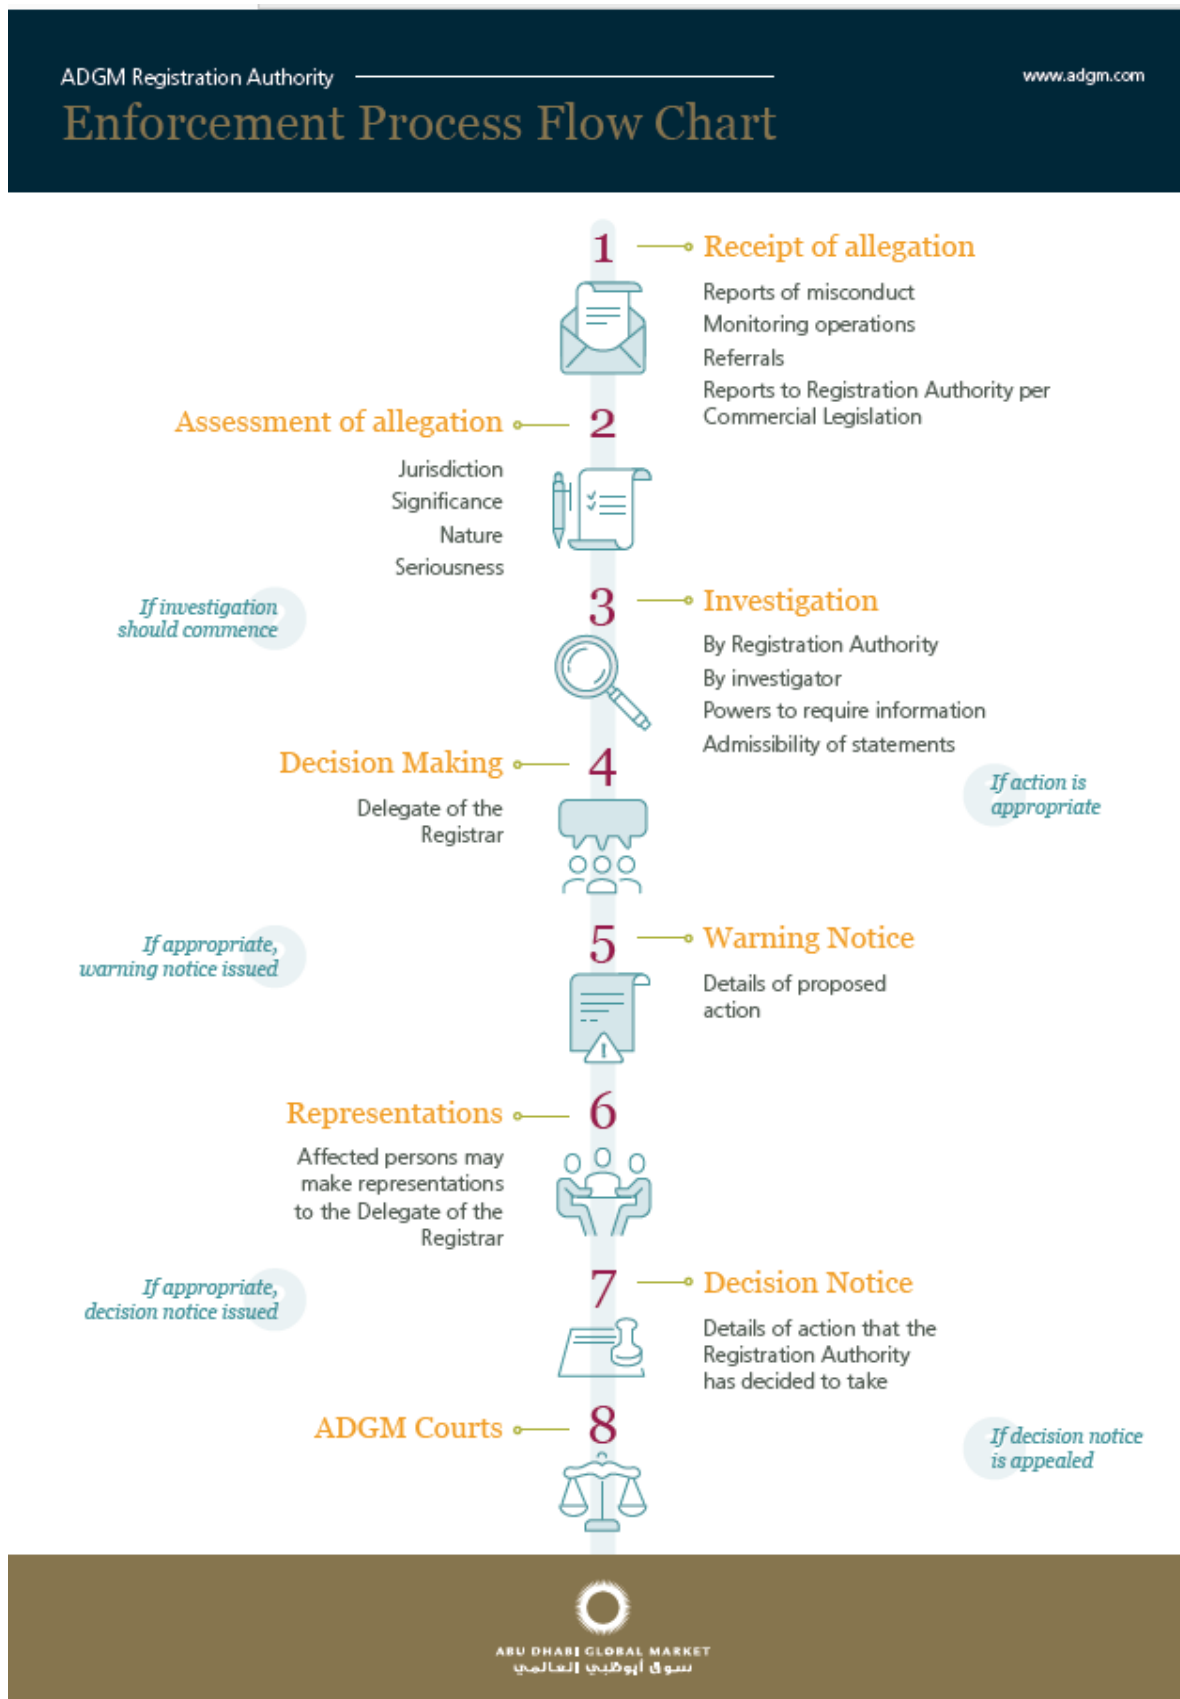 ADGM Registration Authority
www.adgm.com
Enforcement Process Flow Chart
1
Receipt of allegation
Reports of misconduct
Monitoring operations
Referrals
Reports to Registration Authority per
Commercial Legislation
Assessment of allegation
2
Jurisdiction
Significance
Nature
Seriousness
If investigation
should commence
3
Investigation
By Registration Authority
By investigator
Powers to require information
Admissibility of statements
If action is
appropriate
Decision Making
4
Delegate of the
Registrar
If appropriate,
warning notice issued
5
Warning Notice
Details of proposed
action
Representations
6
Affected persons may
make representations
to the Delegate of the
Registrar
If appropriate,
decision notice issued
7
Decision Notice
Details of action that the
Registration Authority
has decided to take
ADGM Courts
8
If decision notice
is appealed
ABU DHABI GLOBAL MARKET
سوق أبوظبي العالمي